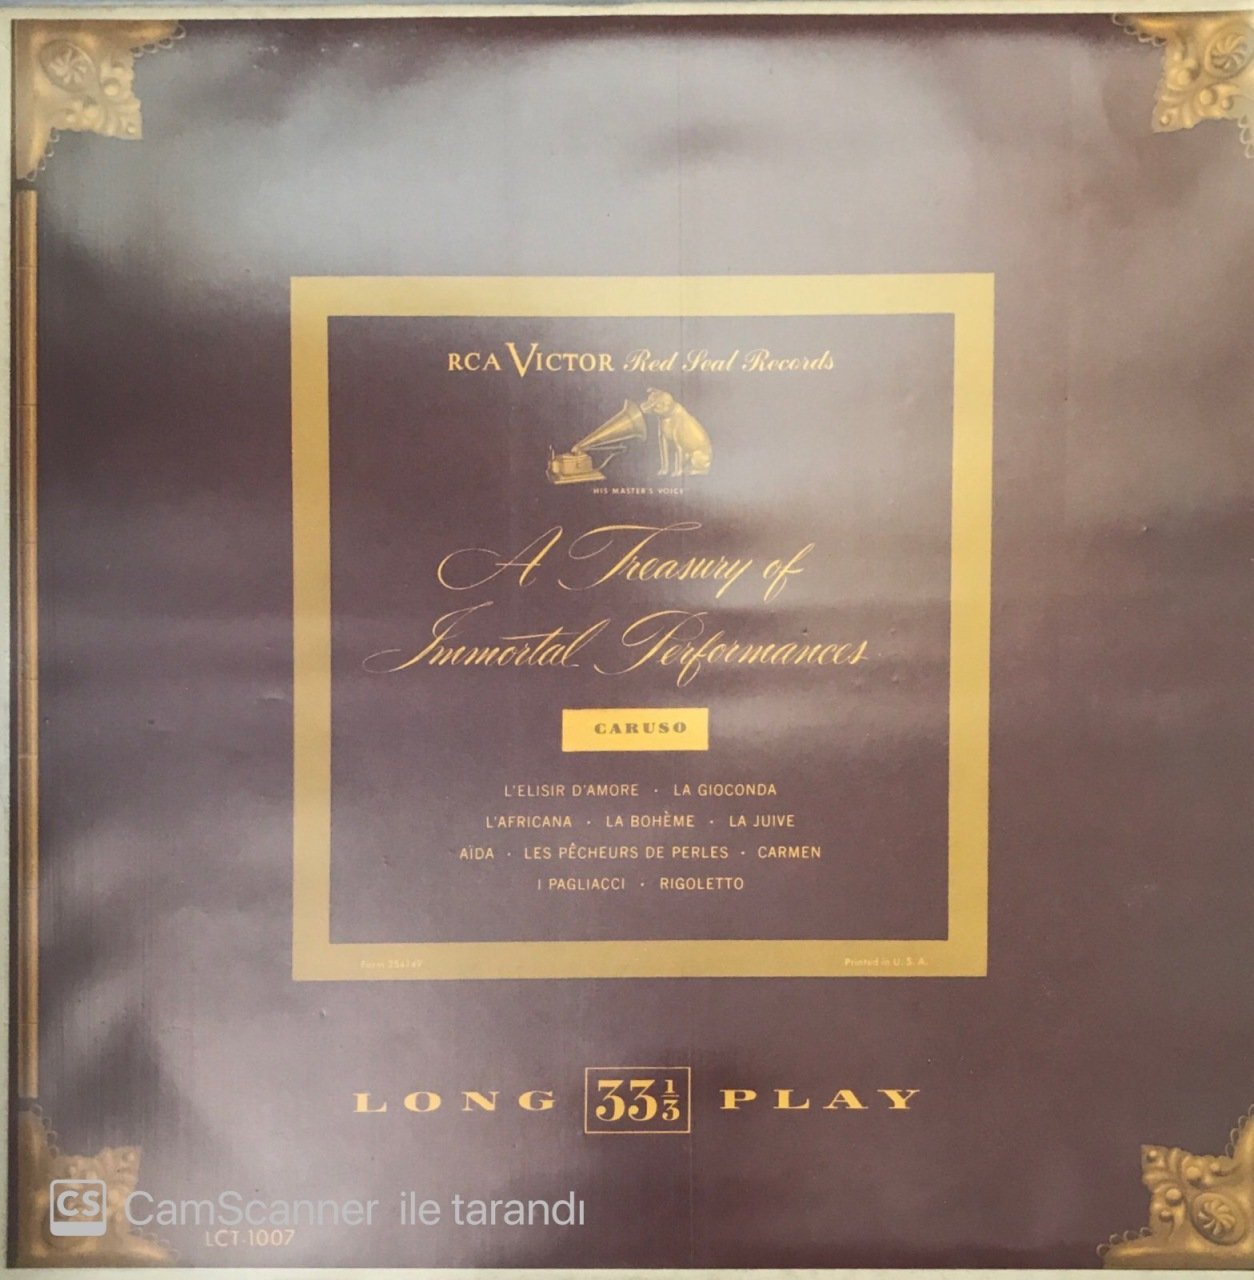 RCA VICTOR Red Seal Records
HIS MASTER'S VOICE
A Treasury of
Immortal Performances
CARUSO
L'ELISIR D'AMORE · LA GIOCONDA
L'AFRICANA · LA BOHÈME · LA JUIVE
AÏDA · LES PÊCHEURS DE PERLES · CARMEN
I PAGLIACCI · RIGOLETTO
Form Printed in U. S. A.
LONG 33⅓ PLAY
CS CamScanner ile tarandı
LCT-1007